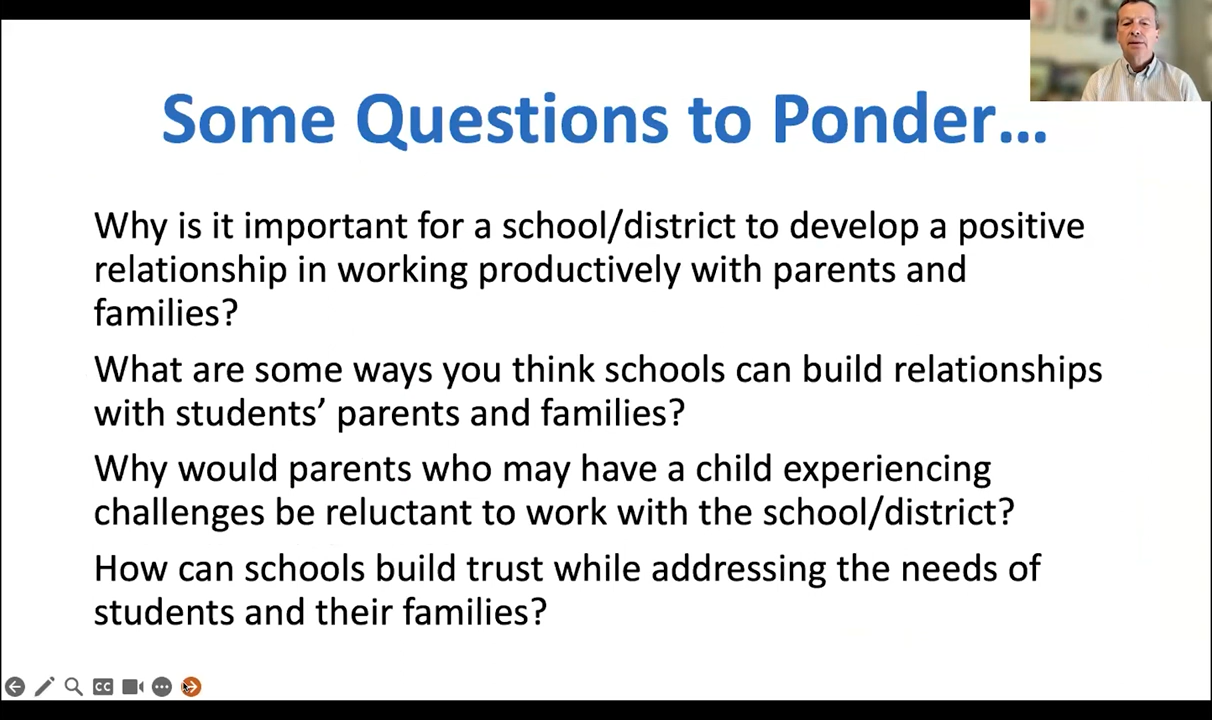 Some Questions to Ponder...
Why is it important for a school/district to develop a positive
relationship in working productively with parents and
families?
What are some ways you think schools can build relationships
with students’ parents and families?
Why would parents who may have a child experiencing
challenges be reluctant to work with the school/district?
How can schools build trust while addressing the needs of
students and their families?
CC